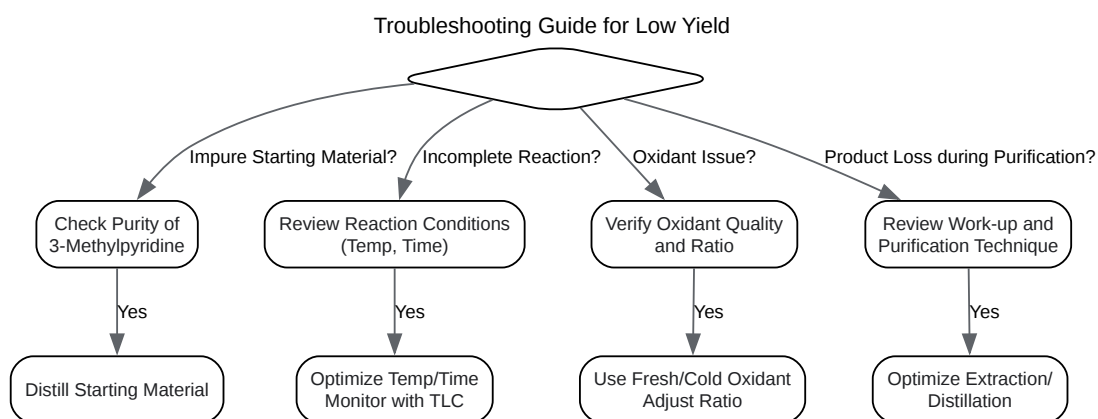 Troubleshooting Guide for Low Yield
Impure Starting Material?
Incomplete Reaction?
Oxidant Issue?
Product Loss during Purification?
Check Purity of
3-Methylpyridine
Review Reaction Conditions
(Temp, Time)
Verify Oxidant Quality
and Ratio
Review Work-up and
Purification Technique
Yes
Yes
Yes
Yes
Distill Starting Material
Optimize Temp/Time
Monitor with TLC
Use Fresh/Cold Oxidant
Adjust Ratio
Optimize Extraction/
Distillation